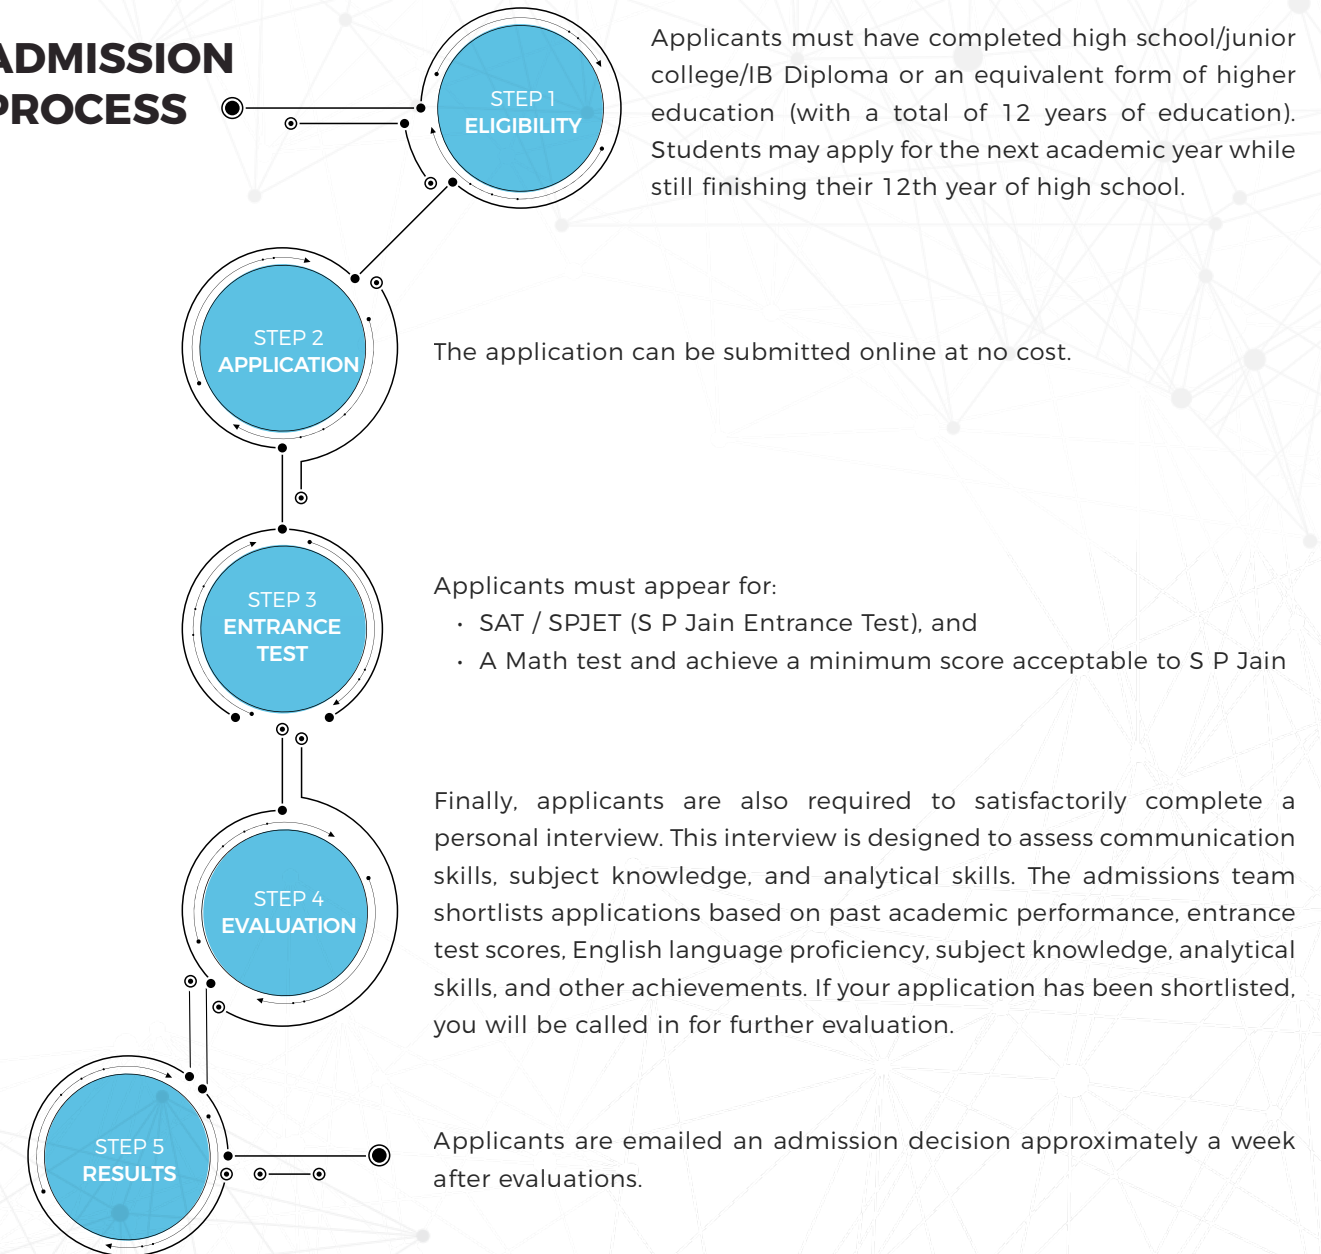 ADMISSION
PROCESS
STEP 1
ELIGIBILITY
Applicants must have completed high school/junior
college/IB Diploma or an equivalent form of higher
education (with a total of 12 years of education).
Students may apply for the next academic year while
still finishing their 12th year of high school.
STEP 2
APPLICATION
The application can be submitted online at no cost.
STEP 3
ENTRANCE
TEST
Applicants must appear for:
• SAT / SPJET (S P Jain Entrance Test), and
• A Math test and achieve a minimum score acceptable to S P Jain
STEP 4
EVALUATION
Finally, applicants are also required to satisfactorily complete a
personal interview. This interview is designed to assess communication
skills, subject knowledge, and analytical skills. The admissions team
shortlists applications based on past academic performance, entrance
test scores, English language proficiency, subject knowledge, analytical
skills, and other achievements. If your application has been shortlisted,
you will be called in for further evaluation.
STEP 5
RESULTS
Applicants are emailed an admission decision approximately a week
after evaluations.